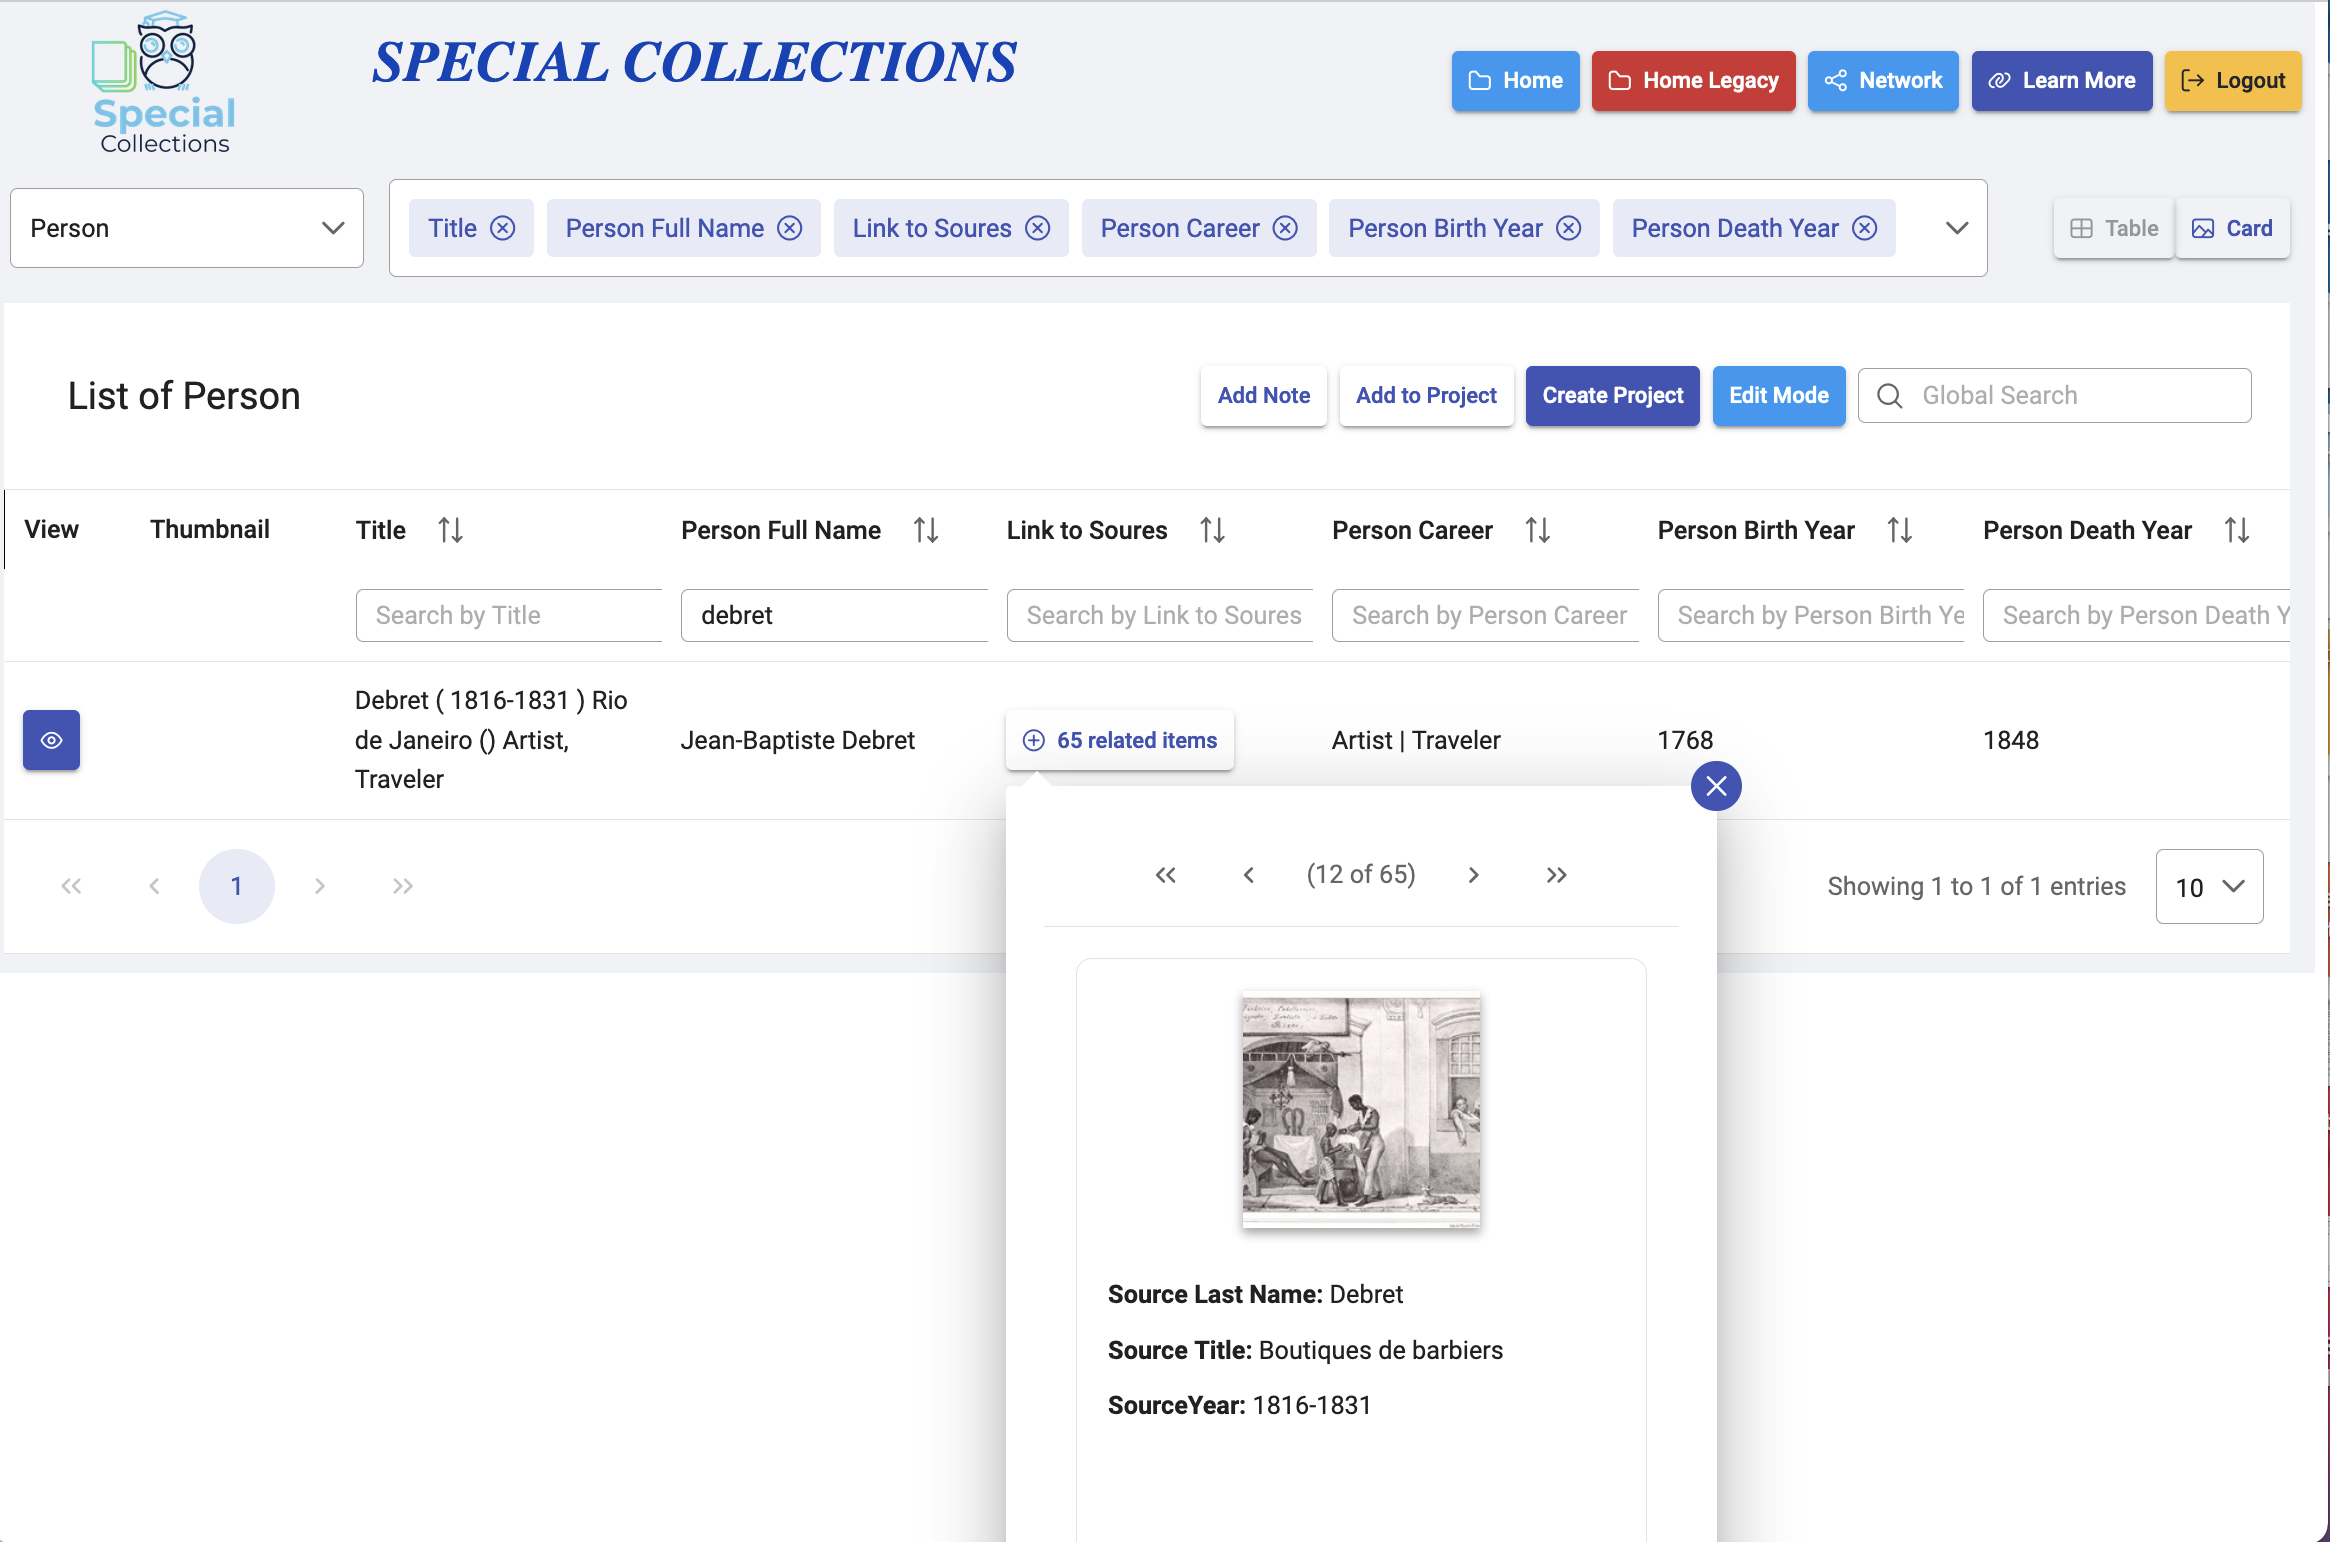 Special
Collections
SPECIAL COLLECTIONS
Home
Home Legacy
Network
Learn More
Logout
Person
Title
Person Full Name
Link to Soures
Person Career
Person Birth Year
Person Death Year
Table
Card
List of Person
Add Note
Add to Project
Create Project
Edit Mode
Global Search
View
Thumbnail
Title
Person Full Name
Link to Soures
Person Career
Person Birth Year
Person Death Year
Search by Title
debret
Search by Link to Soures
Search by Person Career
Search by Person Birth Ye
Search by Person Death Y
Debret ( 1816-1831 ) Rio
de Janeiro () Artist,
Traveler
Jean-Baptiste Debret
65 related items
Artist | Traveler
1768
1848
1
(12 of 65)
Showing 1 to 1 of 1 entries
10
Source Last Name: Debret
Source Title: Boutiques de barbiers
SourceYear: 1816-1831